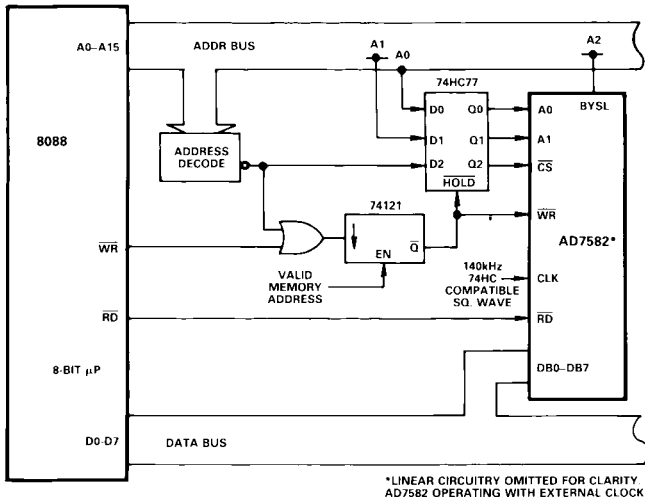 A0–A15
ADDR BUS
A1
A0
A2
74HC77
8088
ADDRESS
DECODE
D0
Q0
D1
Q1
D2
Q2
HOLD
A0
BYSL
A1
CS
74121
WR
Q
EN
VALID
MEMORY
ADDRESS
WR
AD7582*
140kHz
74HC
COMPATIBLE
SQ. WAVE
CLK
RD
RD
8-BIT µP
DB0–DB7
D0-D7
DATA BUS
*LINEAR CIRCUITRY OMITTED FOR CLARITY.
AD7582 OPERATING WITH EXTERNAL CLOCK